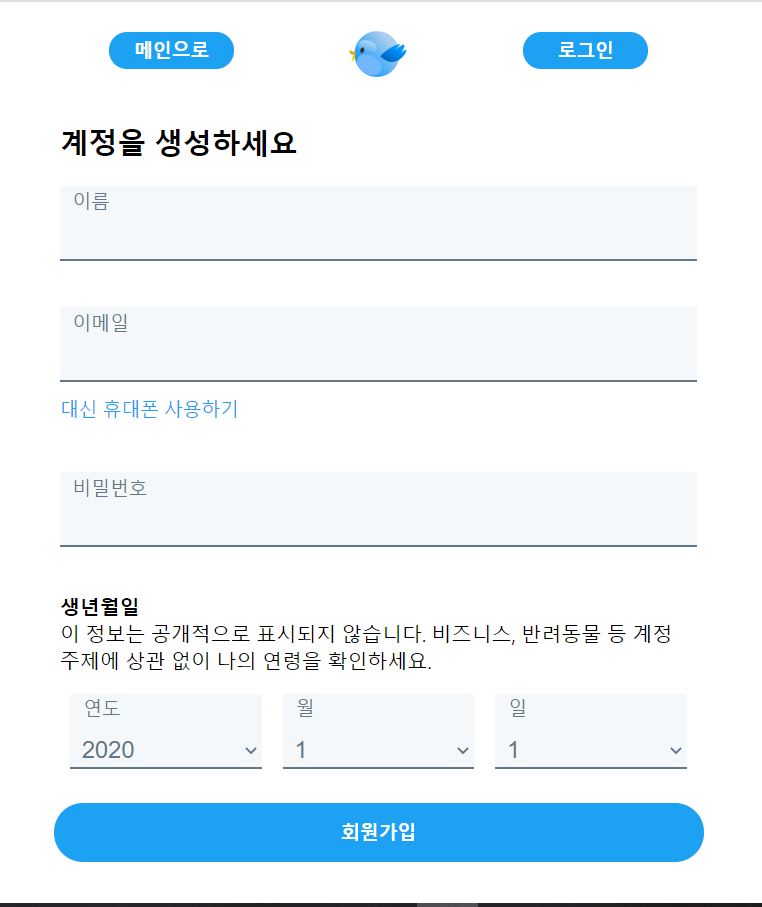 메인으로
로그인
계정을 생성하세요
이름
이메일
대신 휴대폰 사용하기
비밀번호
생년월일
이 정보는 공개적으로 표시되지 않습니다. 비즈니스, 반려동물 등 계정
주제에 상관 없이 나의 연령을 확인하세요.
연도 월 일
2020 1 1
회원가입